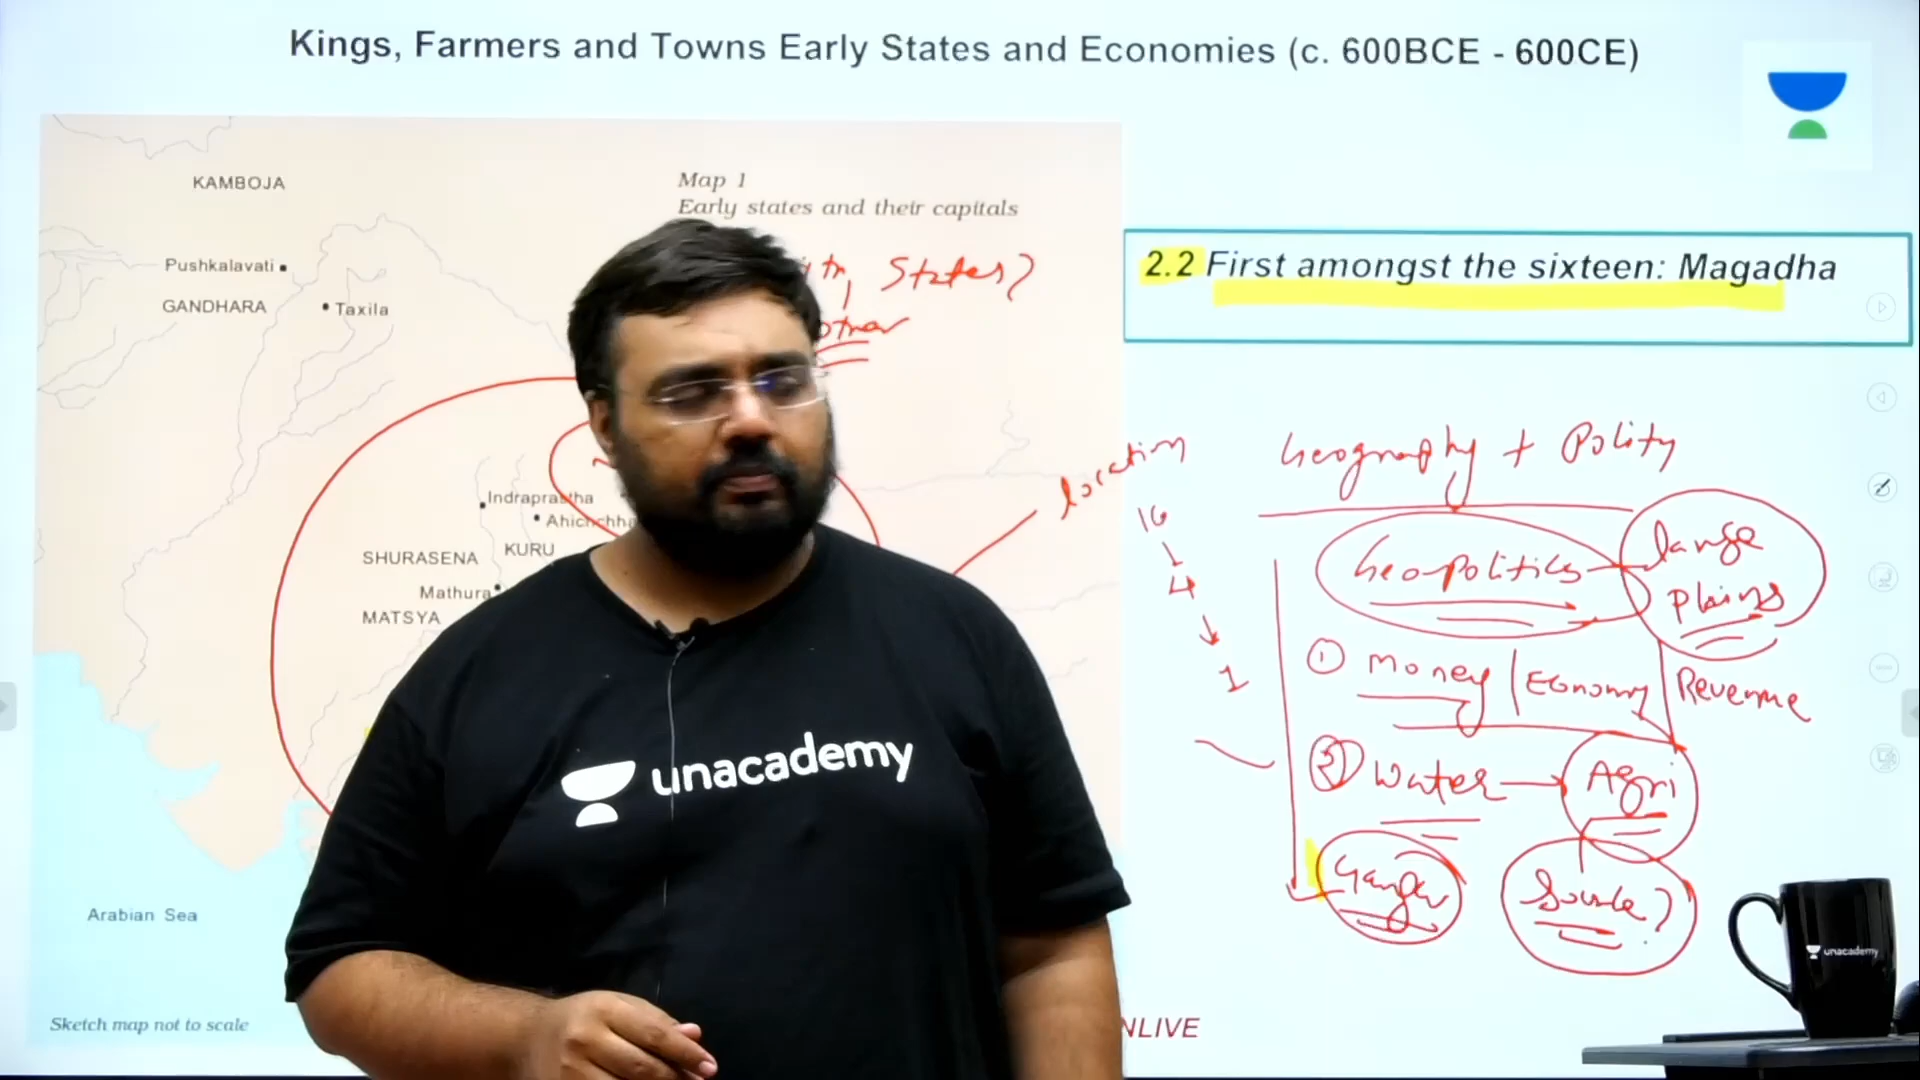 Kings, Farmers and Towns Early States and Economies (c. 600BCE - 600CE)
KAMBOJA
Map 1
Early states and their capitals
Pushkalavati
GANDHARA
Taxila
States?
2.2 First amongst the sixteen: Magadha
location
Geography + Polity
16
4
1
Geopolitics
large
plains
Indraprastha
Ahichchha
SHURASENA
KURU
Mathura
MATSYA
① Money | Economy | Revenue
② Water
Agri
Ganga
Source?
unacademy
Arabian Sea
unacademy
Sketch map not to scale
NLIVE